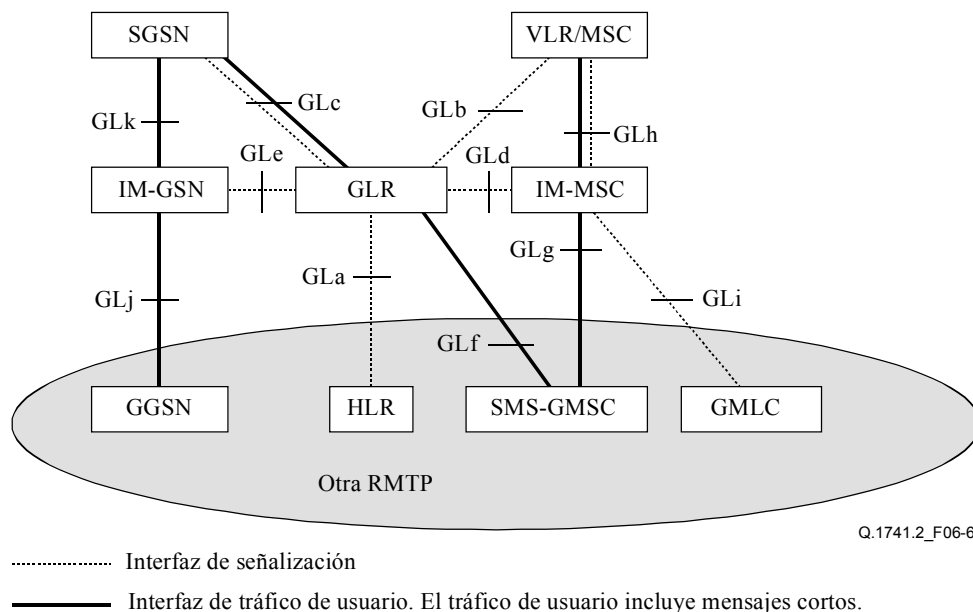 SGSN
VLR/MSC
GLc
GLb
GLk
GLh
GLe
GLd
IM-GSN
GLR
IM-MSC
GLg
GLa
GLj
GLi
GLf
GGSN
HLR
SMS-GMSC
GMLC
Otra RMTP
Q.1741.2_F06-6
Interfaz de señalización
Interfaz de tráfico de usuario. El tráfico de usuario incluye mensajes cortos.